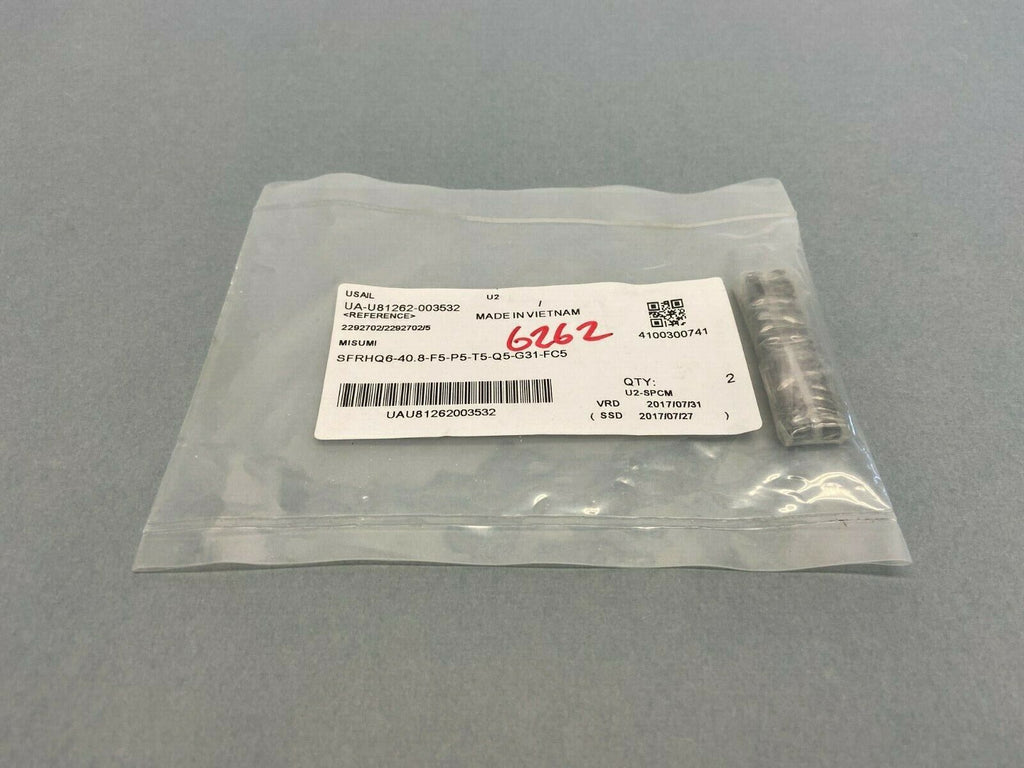 USAIL U2 /
UA-U81262-003532 MADE IN VIETNAM
<REFERENCE>
2292702/2292702/5 6262 4100300741
MISUMI
SFRHQ6-40.8-F5-P5-T5-Q5-G31-FC5
QTY: 2
U2-SPCM
VRD 2017/07/31
( SSD 2017/07/27 )
UAU81262003532